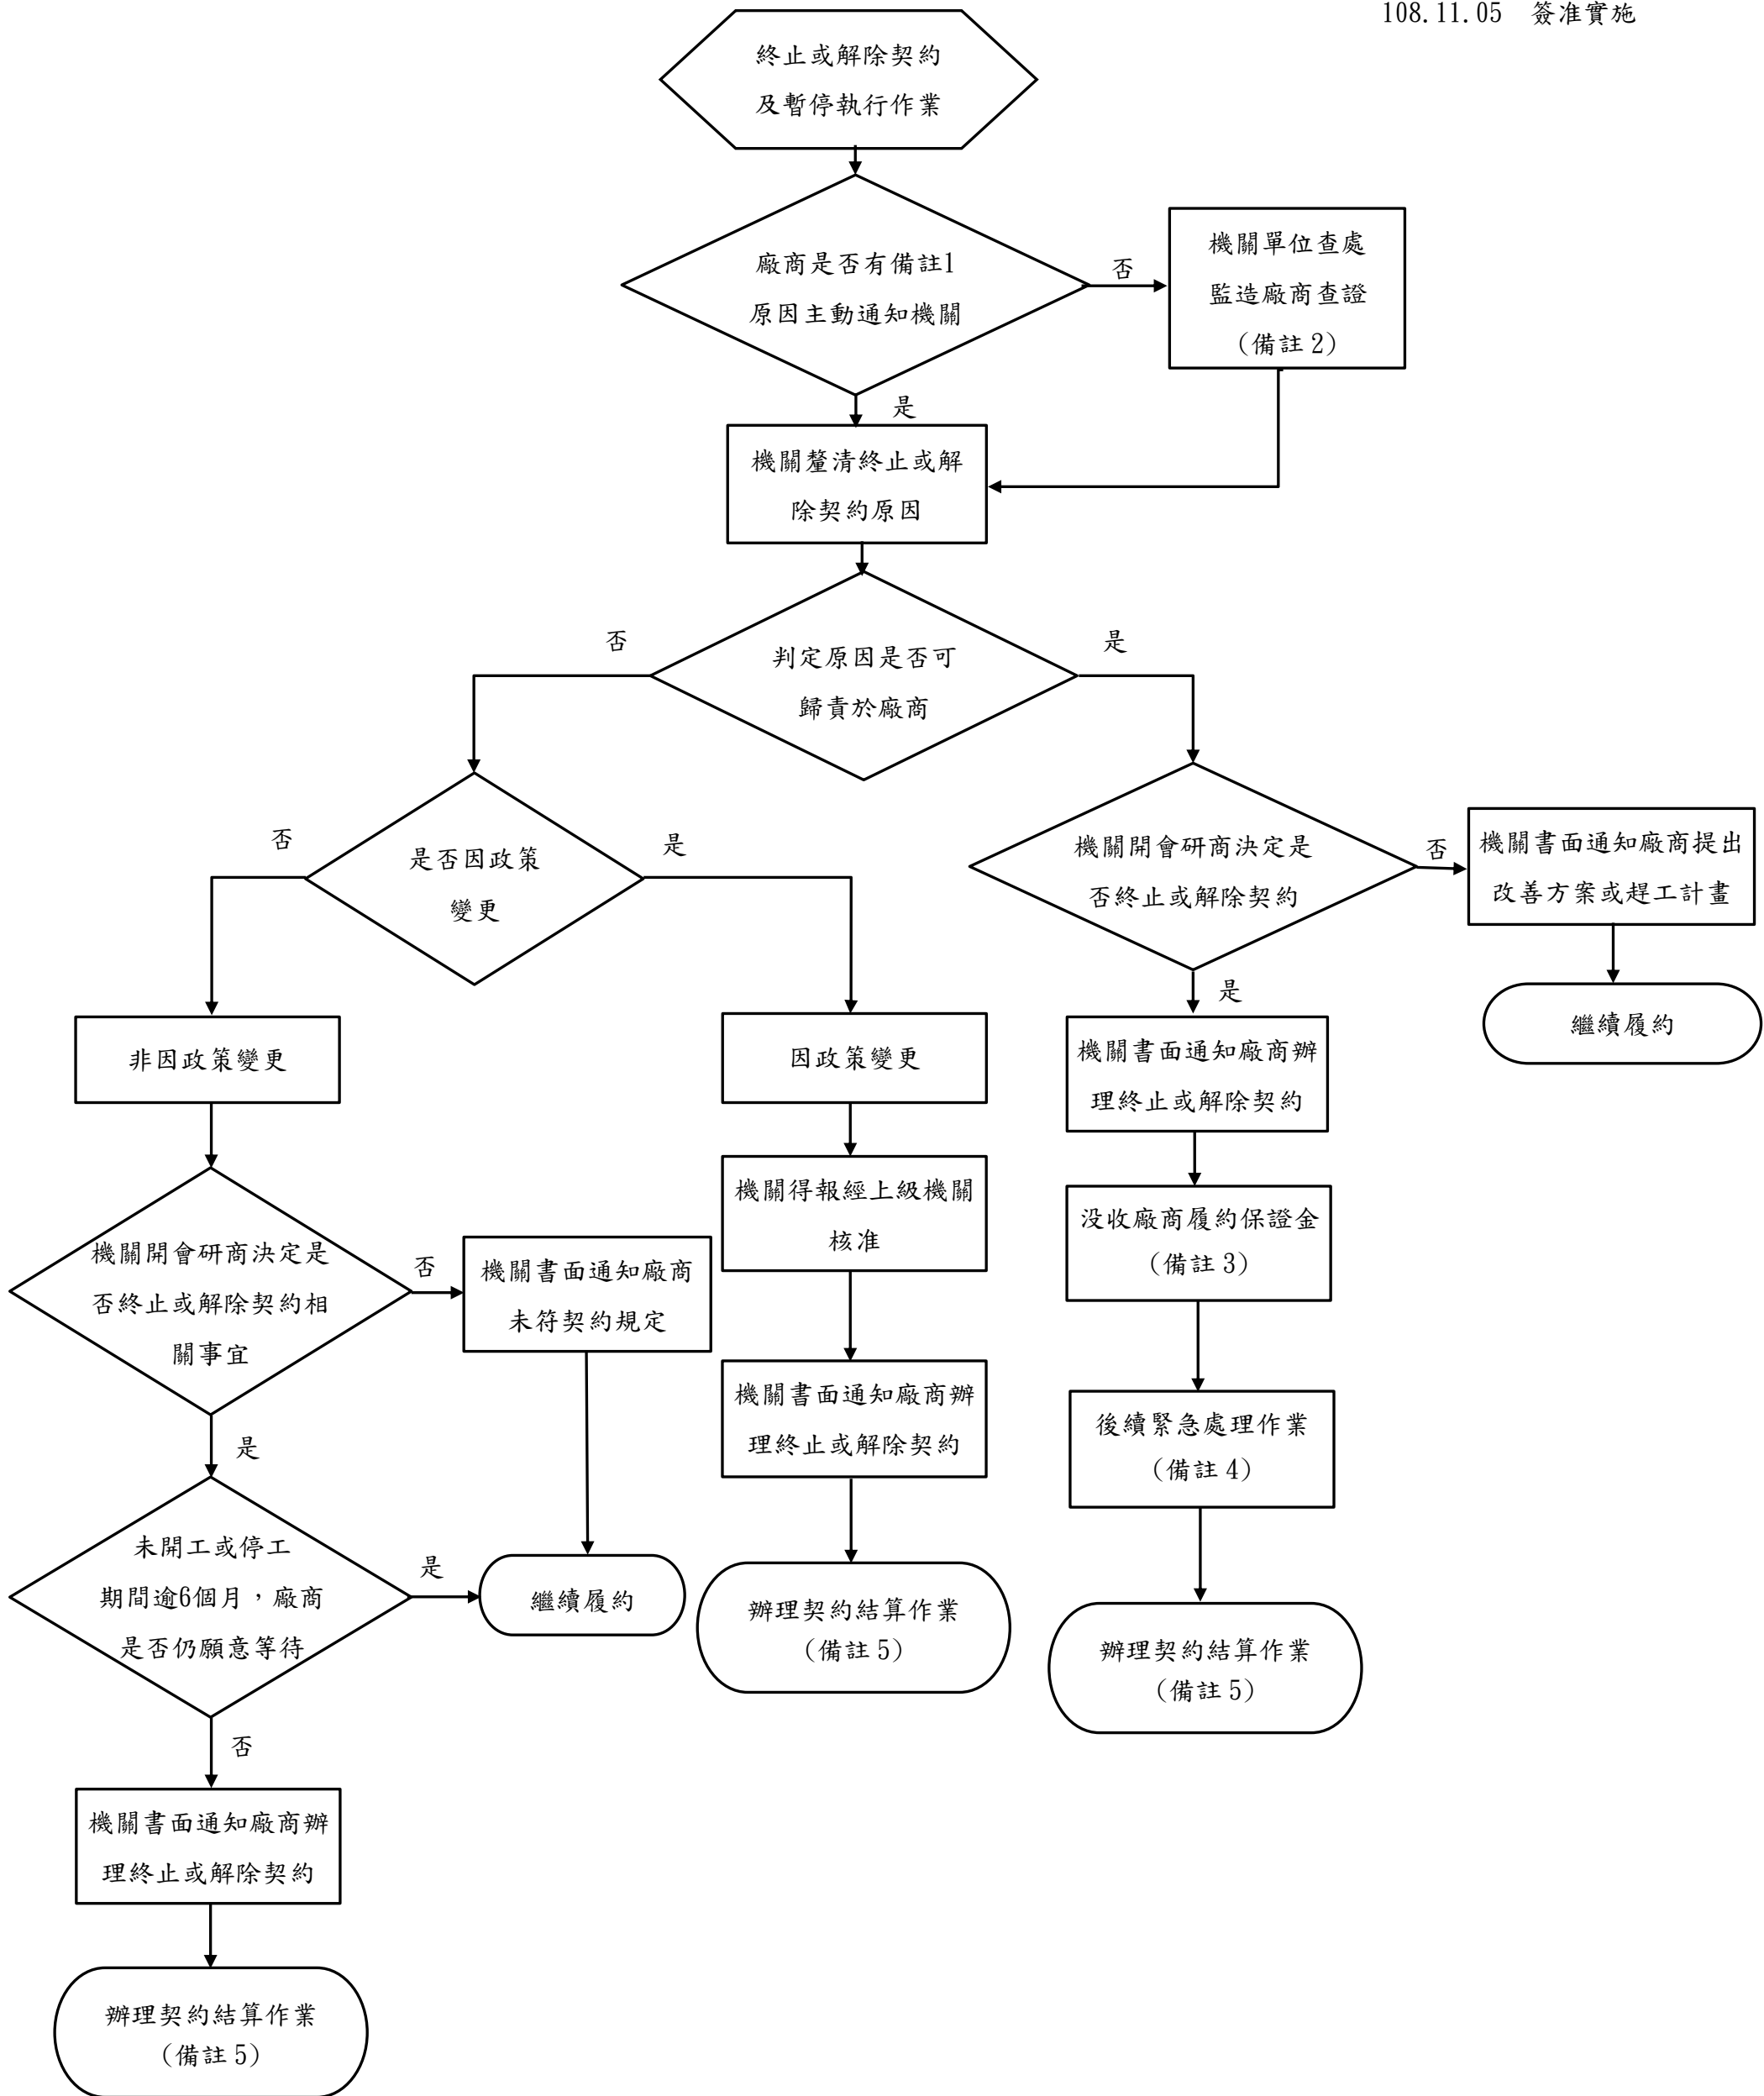 108.11.05 簽准實施
終止或解除契約
及暫停執行作業
廠商是否有備註1
原因主動通知機關
否
機關單位查處
監造廠商查證
(備註2)
是
機關釐清終止或解
除契約原因
否
判定原因是否可
歸責於廠商
是
否
是否因政策
變更
是
機關開會研商決定是
否終止或解除契約
否
機關書面通知廠商提出
改善方案或趕工計畫
是
繼續履約
非因政策變更
因政策變更
機關書面通知廠商辦
理終止或解除契約
機關得報經上級機關
核准
沒收廠商履約保證金
(備註3)
機關開會研商決定是
否終止或解除契約相
關事宜
否
機關書面通知廠商
未符契約規定
機關書面通知廠商辦
理終止或解除契約
後續緊急處理作業
(備註4)
是
未開工或停工
期間逾6個月，廠商
是否仍願意等待
是
繼續履約
辦理契約結算作業
(備註5)
辦理契約結算作業
(備註5)
否
機關書面通知廠商辦
理終止或解除契約
辦理契約結算作業
(備註5)